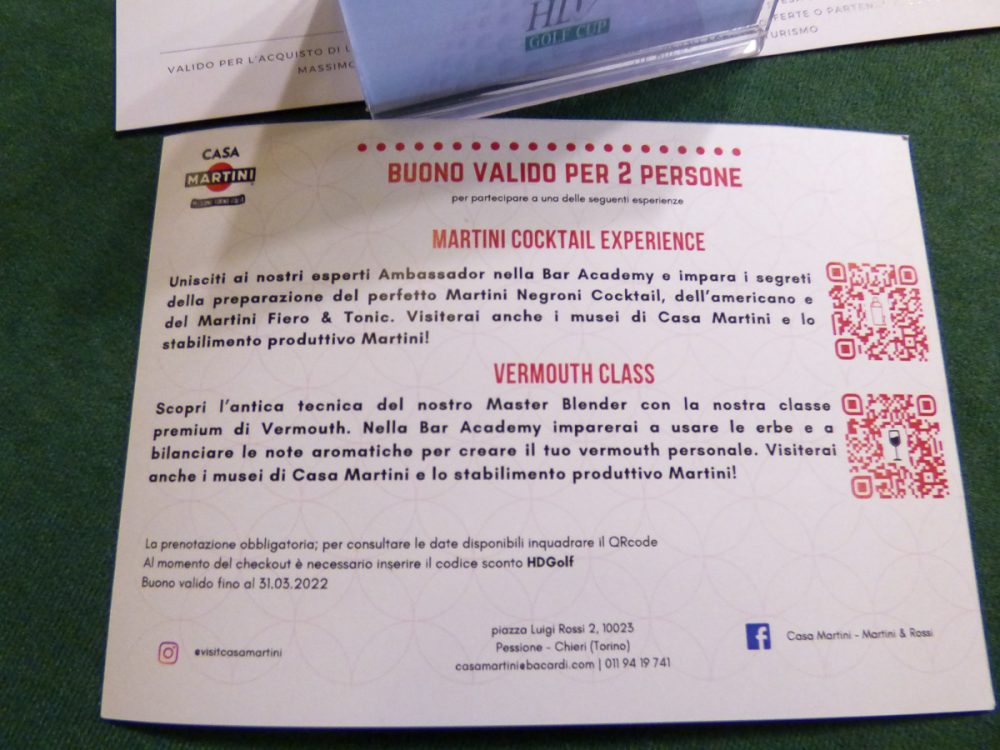 HD
GOLF CUP
VALIDO PER L'ACQUISTO DI
MASSIMO
FERTE O
TURISMO
CASA
MARTINI
BUONO VALIDO PER 2 PERSONE
per partecipare a una delle seguenti esperienze
MARTINI COCKTAIL EXPERIENCE
Unisciti ai nostri esperti Ambassador nella Bar Academy e impara i segreti
della preparazione del perfetto Martini Negroni Cocktail, dell'americano e
del Martini Fiero & Tonic. Visiterai anche i musei di Casa Martini e lo
stabilimento produttivo Martini!
VERMOUTH CLASS
Scopri l'antica tecnica del nostro Master Blender con la nostra classe
premium di Vermouth. Nella Bar Academy imparerai a usare le erbe e a
bilanciare le note aromatiche per creare il tuo vermouth personale. Visiterai
anche i musei di Casa Martini e lo stabilimento produttivo Martini!
La prenotazione obbligatoria; per consultare le date disponibili inquadrare il QRcode
Al momento del checkout è necessario inserire il codice sconto HDGolf
Buono valido fino al 31.03.2022
@visitcasamartini
piazza Luigi Rossi 2, 10023
Pessione - Chieri (Torino)
casamartini@bacardi.com | 011 94 19 741
Casa Martini - Martini & Rossi